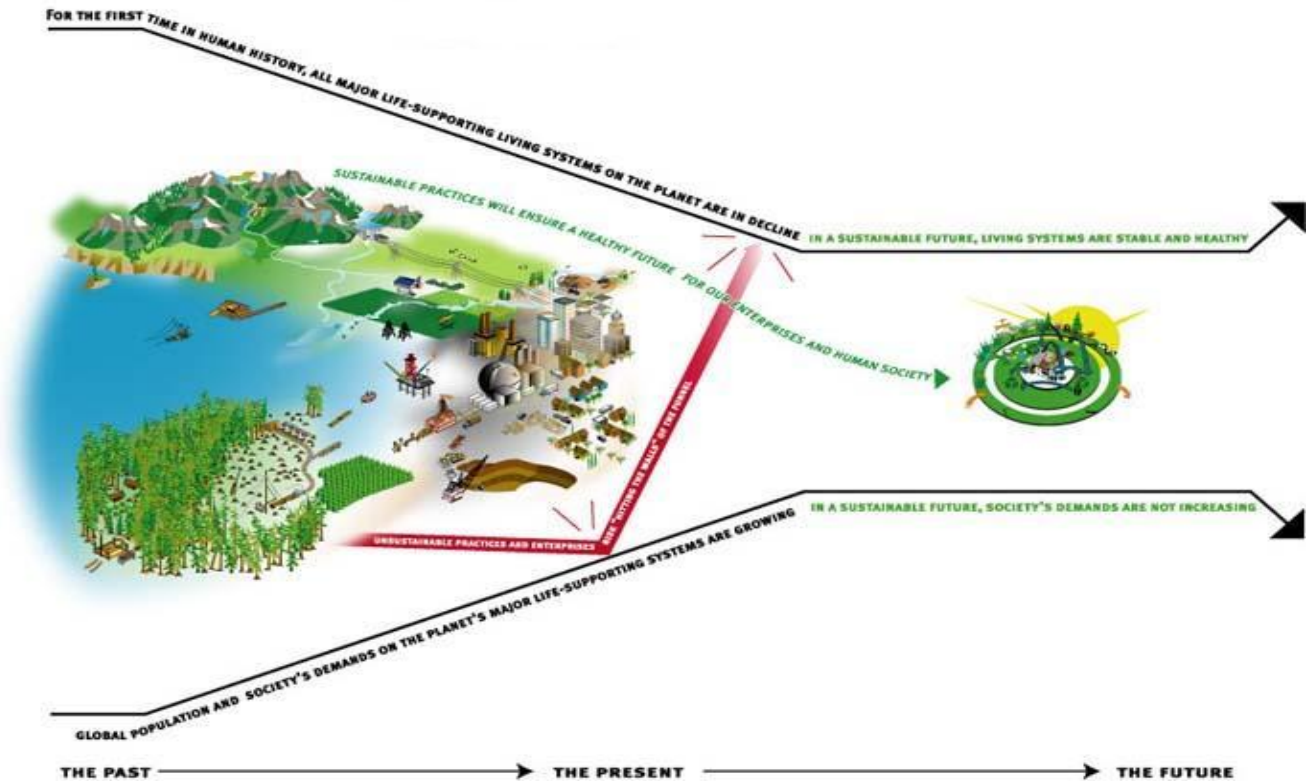 FOR THE FIRST TIME IN HUMAN HISTORY, ALL MAJOR LIFE-SUPPORTING LIVING SYSTEMS ON THE PLANET ARE IN DECLINE
SUSTAINABLE PRACTICES WILL ENSURE A HEALTHY FUTURE FOR OUR ENTERPRISES AND HUMAN SOCIETY
IN A SUSTAINABLE FUTURE, LIVING SYSTEMS ARE STABLE AND HEALTHY
UNSUSTAINABLE PRACTICES AND ENTERPRISES
RISK "HITTING THE WALLS" OF THE FUNNEL
IN A SUSTAINABLE FUTURE, SOCIETY'S DEMANDS ARE NOT INCREASING
GLOBAL POPULATION AND SOCIETY'S DEMANDS ON THE PLANET'S MAJOR LIFE-SUPPORTING SYSTEMS ARE GROWING
THE PAST THE PRESENT THE FUTURE